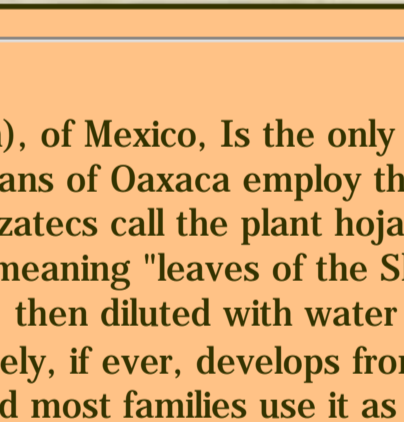 ), of Mexico, Is the only
ans of Oaxaca employ th
zatecs call the plant hoja
meaning "leaves of the S
then diluted with water
ely, if ever, develops fro
d most families use it as